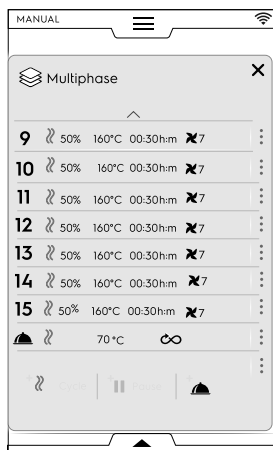 MANUAL
Multiphase
9 50% 160°C 00:30h:m 7
10 50% 160°C 00:30h:m 7
11 50% 160°C 00:30h:m 7
12 50% 160°C 00:30h:m 7
13 50% 160°C 00:30h:m 7
14 50% 160°C 00:30h:m 7
15 50% 160°C 00:30h:m 7
70°C
Cycle Pause